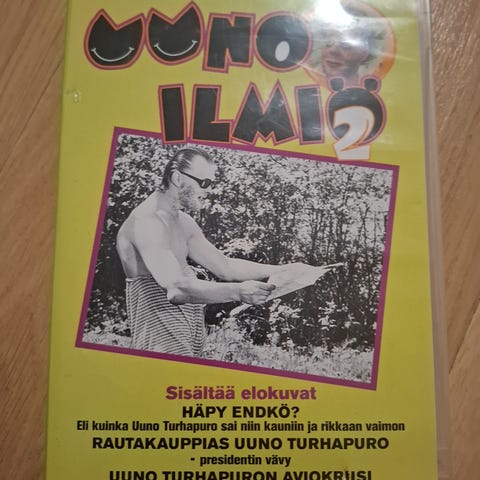 UUNO
ILMIÖ
2
Sisältää elokuvat
HÄPY ENDKÖ?
Eli kuinka Uuno Turhapuro sai niin kauniin ja rikkaan vaimon
RAUTAKAUPPIAS UUNO TURHAPURO
- presidentin vävy
UUNO TURHAPURON AVIOKRIISI